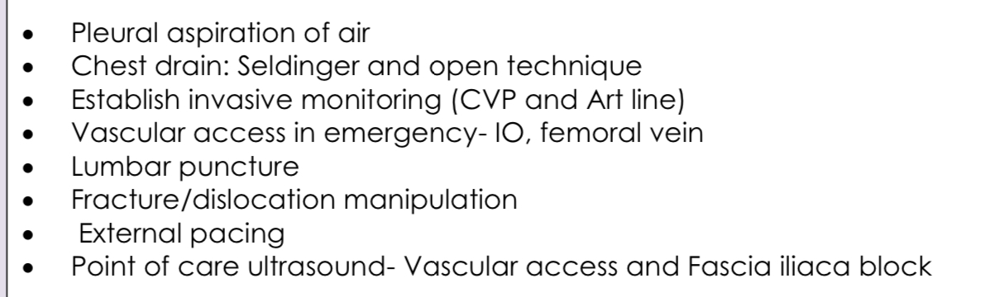 • Pleural aspiration of air
• Chest drain: Seldinger and open technique
• Establish invasive monitoring (CVP and Art line)
• Vascular access in emergency- IO, femoral vein
• Lumbar puncture
• Fracture/dislocation manipulation
• External pacing
• Point of care ultrasound- Vascular access and Fascia iliaca block